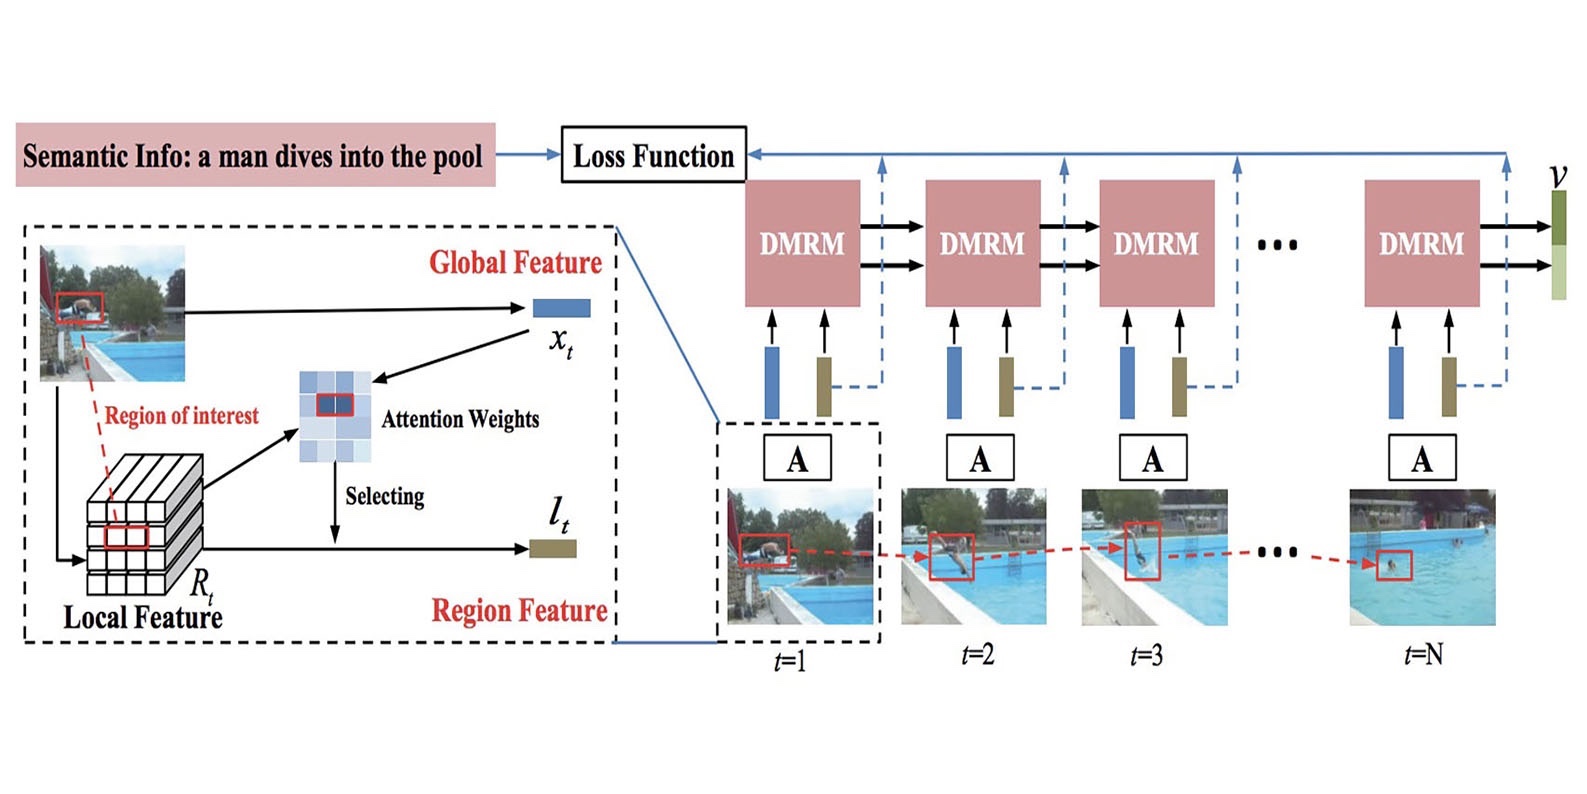 Semantic Info: a man dives into the pool
Loss Function
DMRM
DMRM
DMRM
...
DMRM
v
Global Feature
x_t
Region of interest
Attention Weights
Selecting
l_t
R_t
Local Feature
Region Feature
A
A
A
A
...
t=1
t=2
t=3
t=N